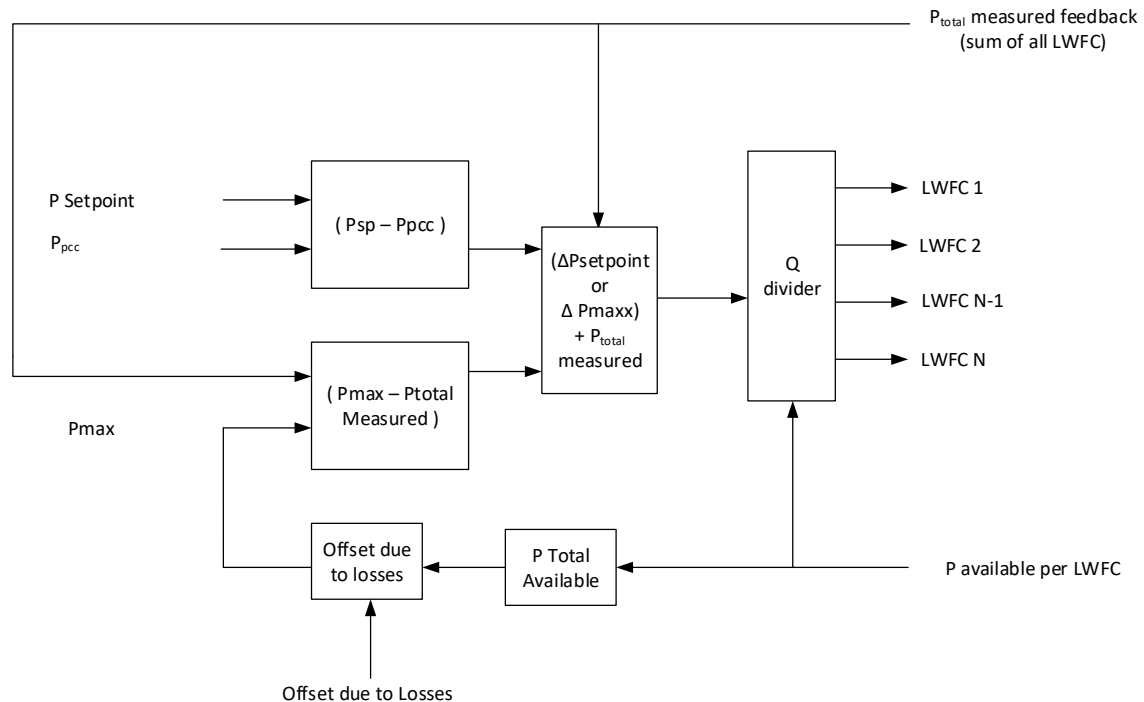 P_total measured feedback
(sum of all LWFC)
P Setpoint
P_pcc
( Psp – Ppcc )
(ΔPsetpoint
or
Δ Pmaxx)
+ P_total
measured
Q
divider
LWFC 1
LWFC 2
LWFC N-1
LWFC N
( Pmax – Ptotal
Measured )
Pmax
Offset due
to losses
P Total
Available
P available per LWFC
Offset due to Losses